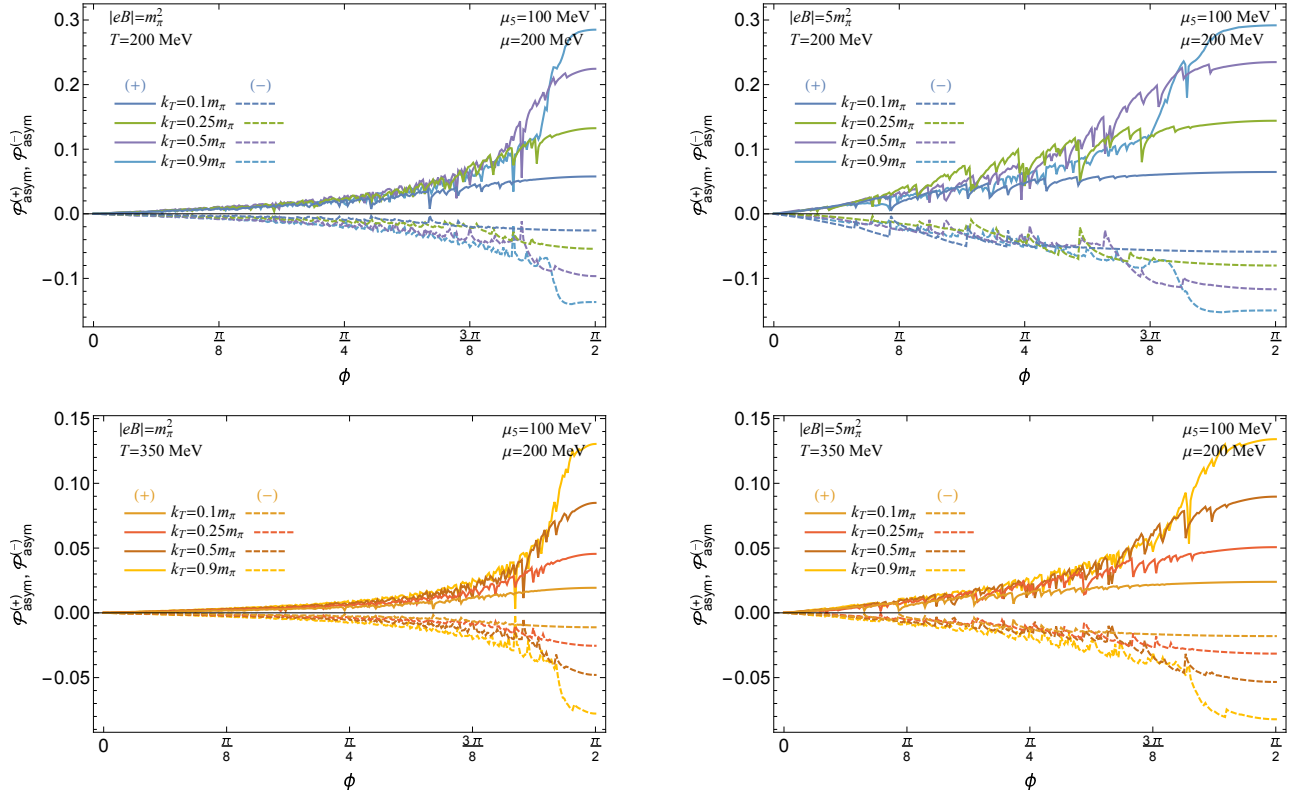 |eB|=m_π^2 μ_5=100 MeV
T=200 MeV μ=200 MeV
(+) (−)
k_T=0.1m_π
k_T=0.25m_π
k_T=0.5m_π
k_T=0.9m_π
0.3
0.2
0.1
0.0
−0.1
𝒫_asym^(+), 𝒫_asym^(−)
0 π/8 π/4 3π/8 π/2
ϕ
|eB|=5m_π^2 μ_5=100 MeV
T=200 MeV μ=200 MeV
(+) (−)
k_T=0.1m_π
k_T=0.25m_π
k_T=0.5m_π
k_T=0.9m_π
0.3
0.2
0.1
0.0
−0.1
𝒫_asym^(+), 𝒫_asym^(−)
0 π/8 π/4 3π/8 π/2
ϕ
|eB|=m_π^2 μ_5=100 MeV
T=350 MeV μ=200 MeV
(+) (−)
k_T=0.1m_π
k_T=0.25m_π
k_T=0.5m_π
k_T=0.9m_π
0.15
0.10
0.05
0.00
−0.05
𝒫_asym^(+), 𝒫_asym^(−)
0 π/8 π/4 3π/8 π/2
ϕ
|eB|=5m_π^2 μ_5=100 MeV
T=350 MeV μ=200 MeV
(+) (−)
k_T=0.1m_π
k_T=0.25m_π
k_T=0.5m_π
k_T=0.9m_π
0.15
0.10
0.05
0.00
−0.05
𝒫_asym^(+), 𝒫_asym^(−)
0 π/8 π/4 3π/8 π/2
ϕ